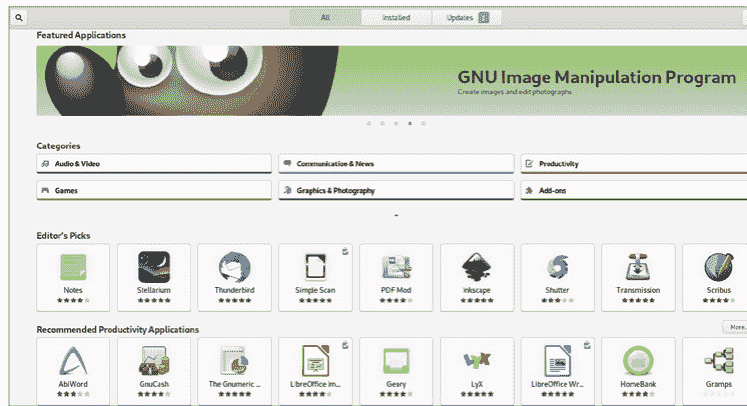 All Installed Updates
Featured Applications
GNU Image Manipulation Program
Create images and edit photographs
Categories
Audio & Video Communication & News Productivity
Games Graphics & Photography Add-ons
Editor's Picks
Notes Stellarium Thunderbird Simple Scan PDF Mod Inkscape Shutter Transmission Scribus
Recommended Productivity Applications More...
AbiWord GnuCash The Gnumeric ... LibreOffice Im... Geary LyX LibreOffice Wr... HomeBank Gramps